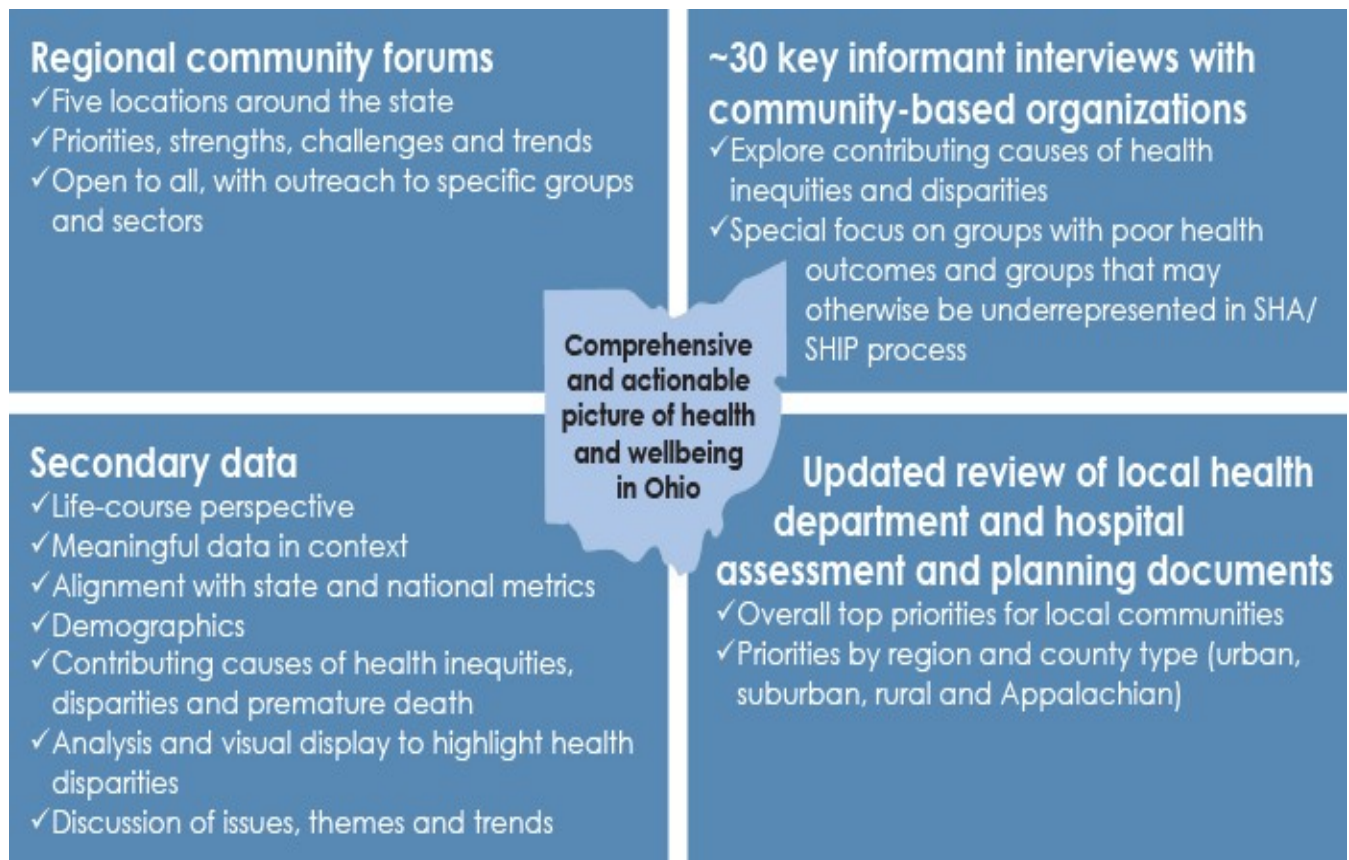 Regional community forums
✓Five locations around the state
✓Priorities, strengths, challenges and trends
✓Open to all, with outreach to specific groups
and sectors
~30 key informant interviews with
community-based organizations
✓Explore contributing causes of health
inequities and disparities
✓Special focus on groups with poor health
outcomes and groups that may
otherwise be underrepresented in SHA/
SHIP process
Comprehensive
and actionable
picture of health
and wellbeing
in Ohio
Secondary data
✓Life-course perspective
✓Meaningful data in context
✓Alignment with state and national metrics
✓Demographics
✓Contributing causes of health inequities,
disparities and premature death
✓Analysis and visual display to highlight health
disparities
✓Discussion of issues, themes and trends
Updated review of local health
department and hospital
assessment and planning documents
✓Overall top priorities for local communities
✓Priorities by region and county type (urban,
suburban, rural and Appalachian)